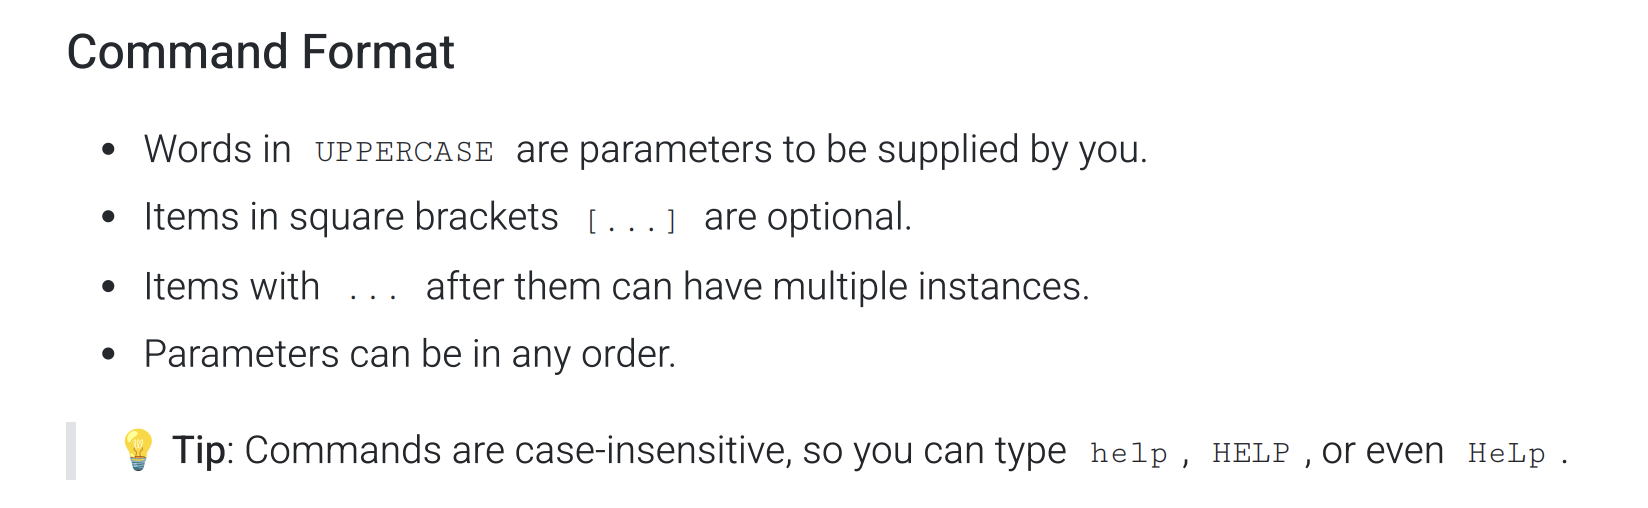 Command Format
Words in UPPERCASE are parameters to be supplied by you.
Items in square brackets [...] are optional.
Items with ... after them can have multiple instances.
Parameters can be in any order.
💡 Tip: Commands are case-insensitive, so you can type help, HELP, or even HeLp.